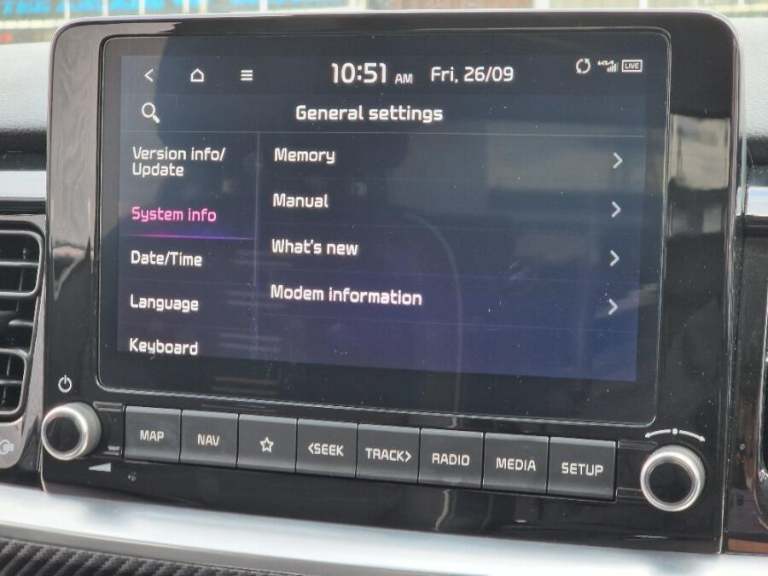 10:51 AM Fri, 26/09
LIVE
General settings
Version info/
Update
System info
Date/Time
Language
Keyboard
Memory
Manual
What's new
Modem information
MAP
NAV
<SEEK
TRACK>
RADIO
MEDIA
SETUP